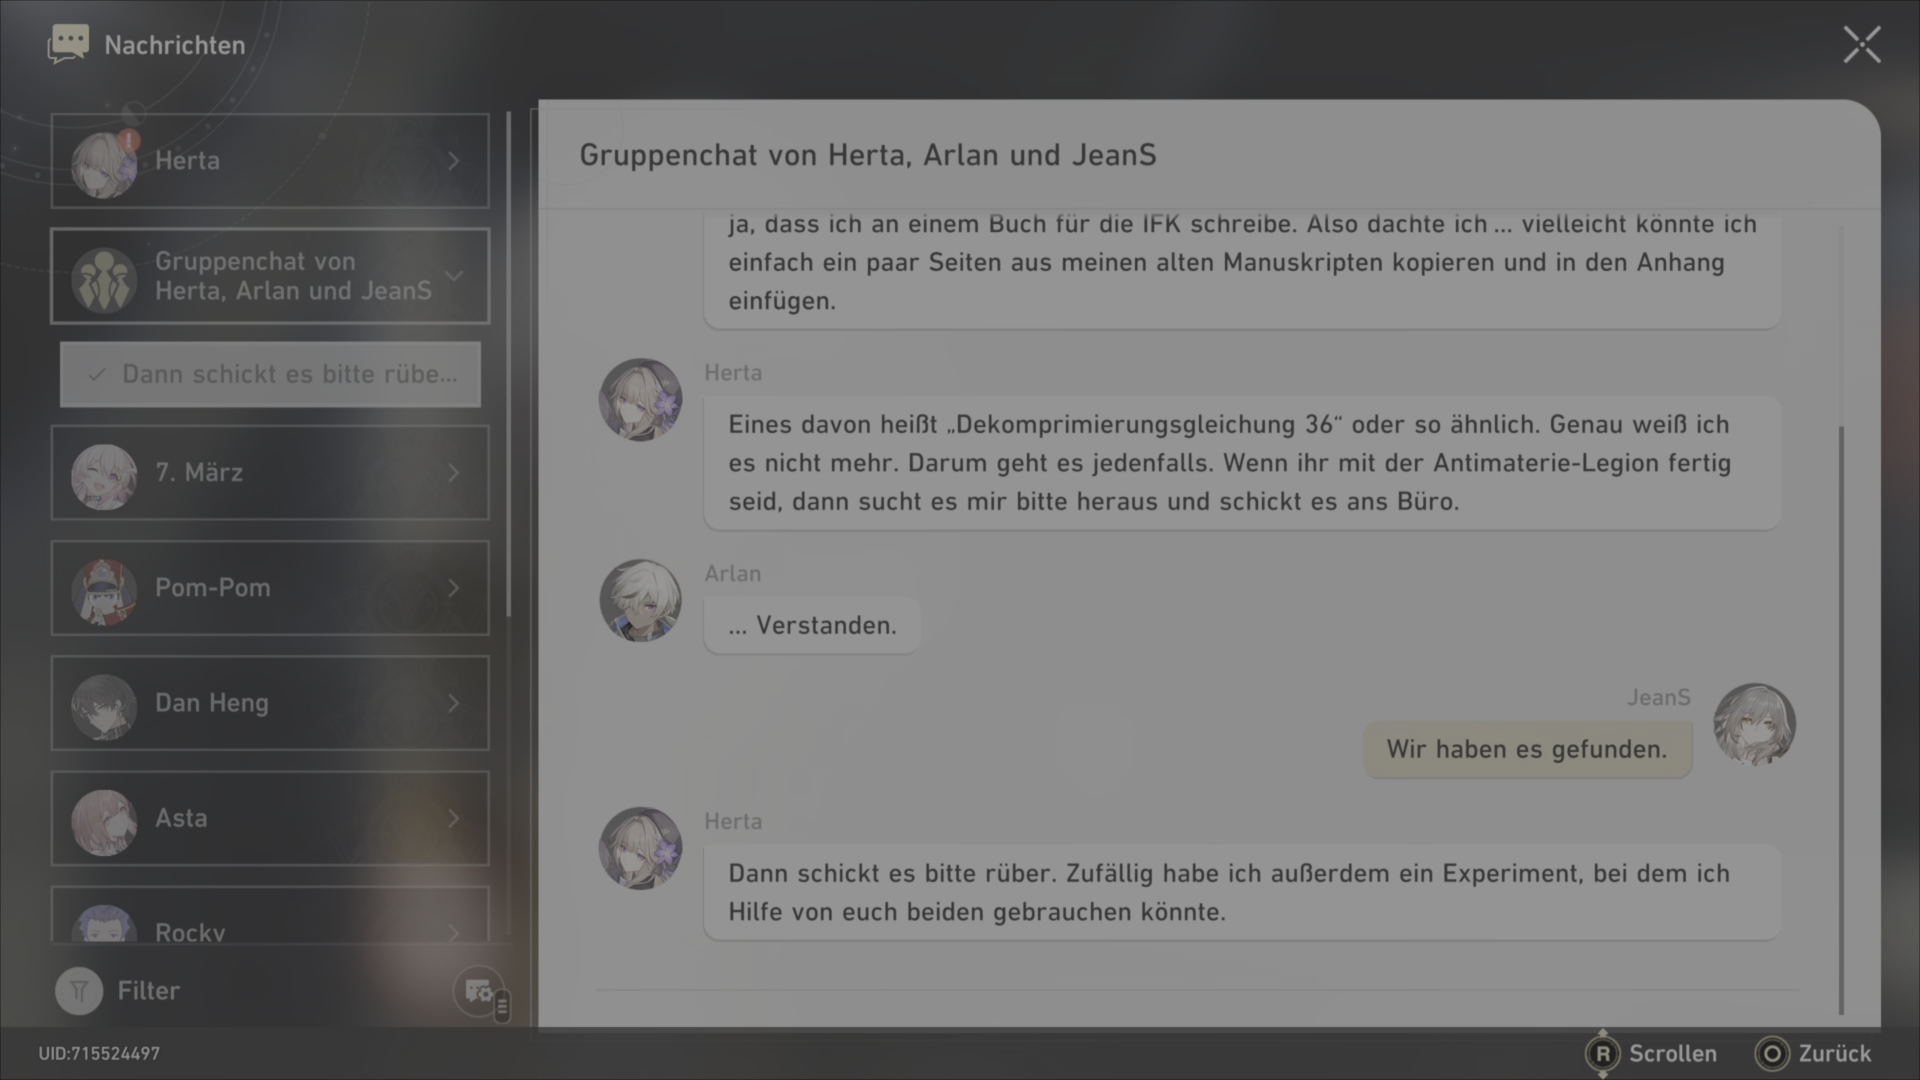 Nachrichten
Herta
Gruppenchat von
Herta, Arlan und JeanS
Dann schickt es bitte rübe...
7. März
Pom-Pom
Dan Heng
Asta
Rocky
Filter
Gruppenchat von Herta, Arlan und JeanS
ja, dass ich an einem Buch für die IFK schreibe. Also dachte ich ... vielleicht könnte ich
einfach ein paar Seiten aus meinen alten Manuskripten kopieren und in den Anhang
einfügen.
Herta
Eines davon heißt „Dekomprimierungsgleichung 36“ oder so ähnlich. Genau weiß ich
es nicht mehr. Darum geht es jedenfalls. Wenn ihr mit der Antimaterie-Legion fertig
seid, dann sucht es mir bitte heraus und schickt es ans Büro.
Arlan
... Verstanden.
JeanS
Wir haben es gefunden.
Herta
Dann schickt es bitte rüber. Zufällig habe ich außerdem ein Experiment, bei dem ich
Hilfe von euch beiden gebrauchen könnte.
UID:715524497
R Scrollen
Zurück